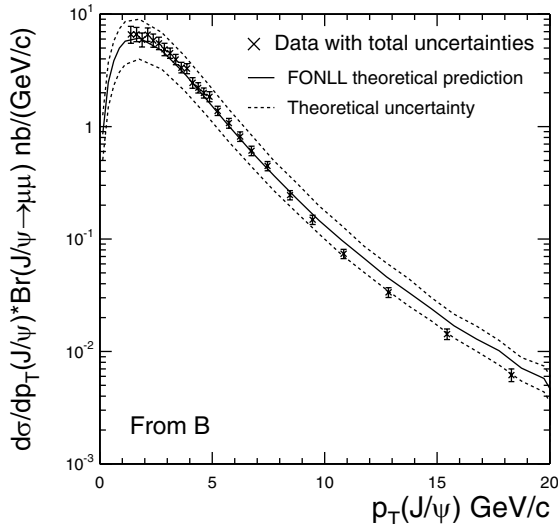 dσ/dp_T(J/ψ)*Br(J/ψ→μμ) nb/(GeV/c)
10
1
10^-1
10^-2
10^-3
Data with total uncertainties
FONLL theoretical prediction
Theoretical uncertainty
From B
0 5 10 15 20
p_T(J/ψ) GeV/c